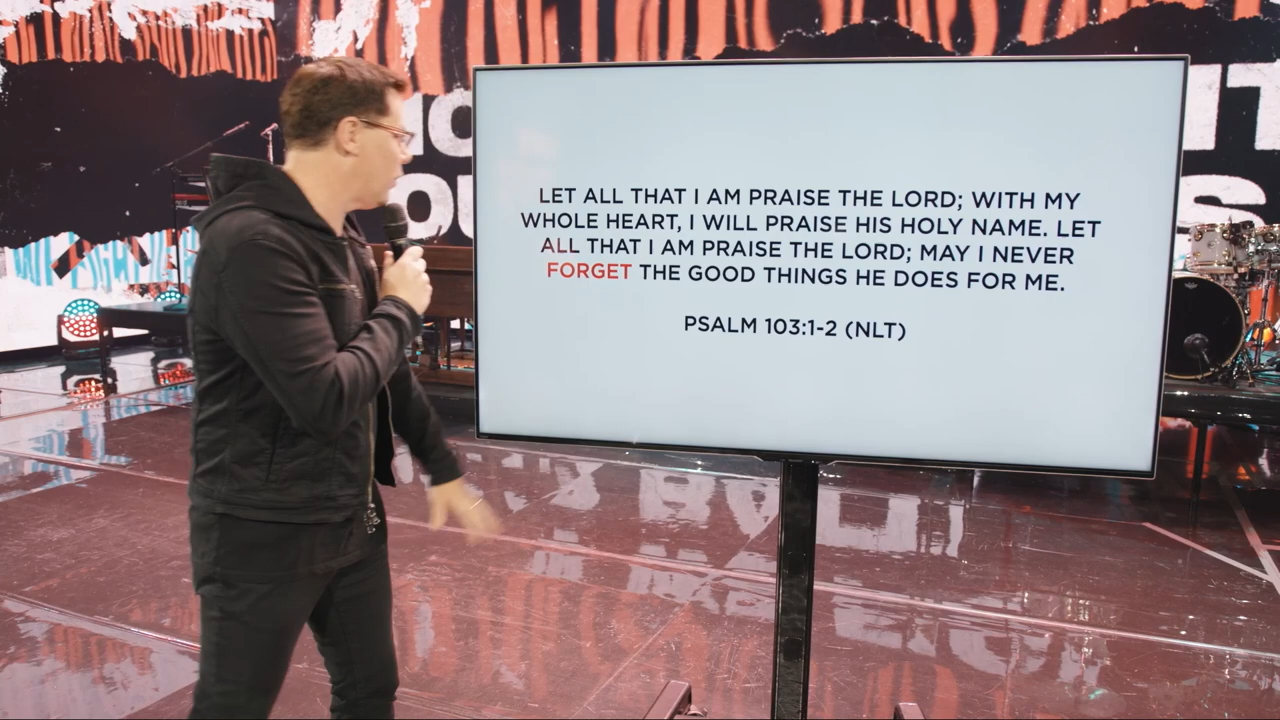 LET ALL THAT I AM PRAISE THE LORD; WITH MY
WHOLE HEART, I WILL PRAISE HIS HOLY NAME. LET
ALL THAT I AM PRAISE THE LORD; MAY I NEVER
FORGET THE GOOD THINGS HE DOES FOR ME.
PSALM 103:1-2 (NLT)